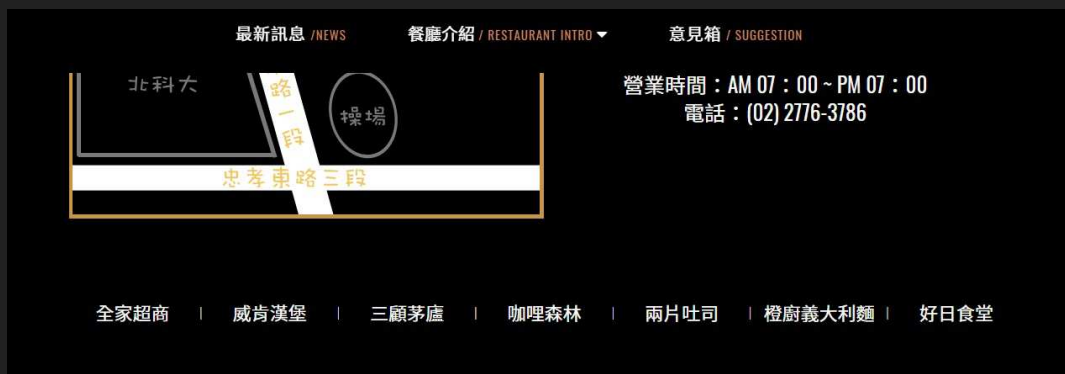 最新訊息 /NEWS 餐廳介紹 / RESTAURANT INTRO 意見箱 / SUGGESTION
北科大
路一段
操場
忠孝東路三段
營業時間：AM 07：00 ~ PM 07：00
電話：(02) 2776-3786
全家超商 | 威肯漢堡 | 三顧茅廬 | 咖哩森林 | 兩片吐司 | 橙廚義大利麵 | 好日食堂